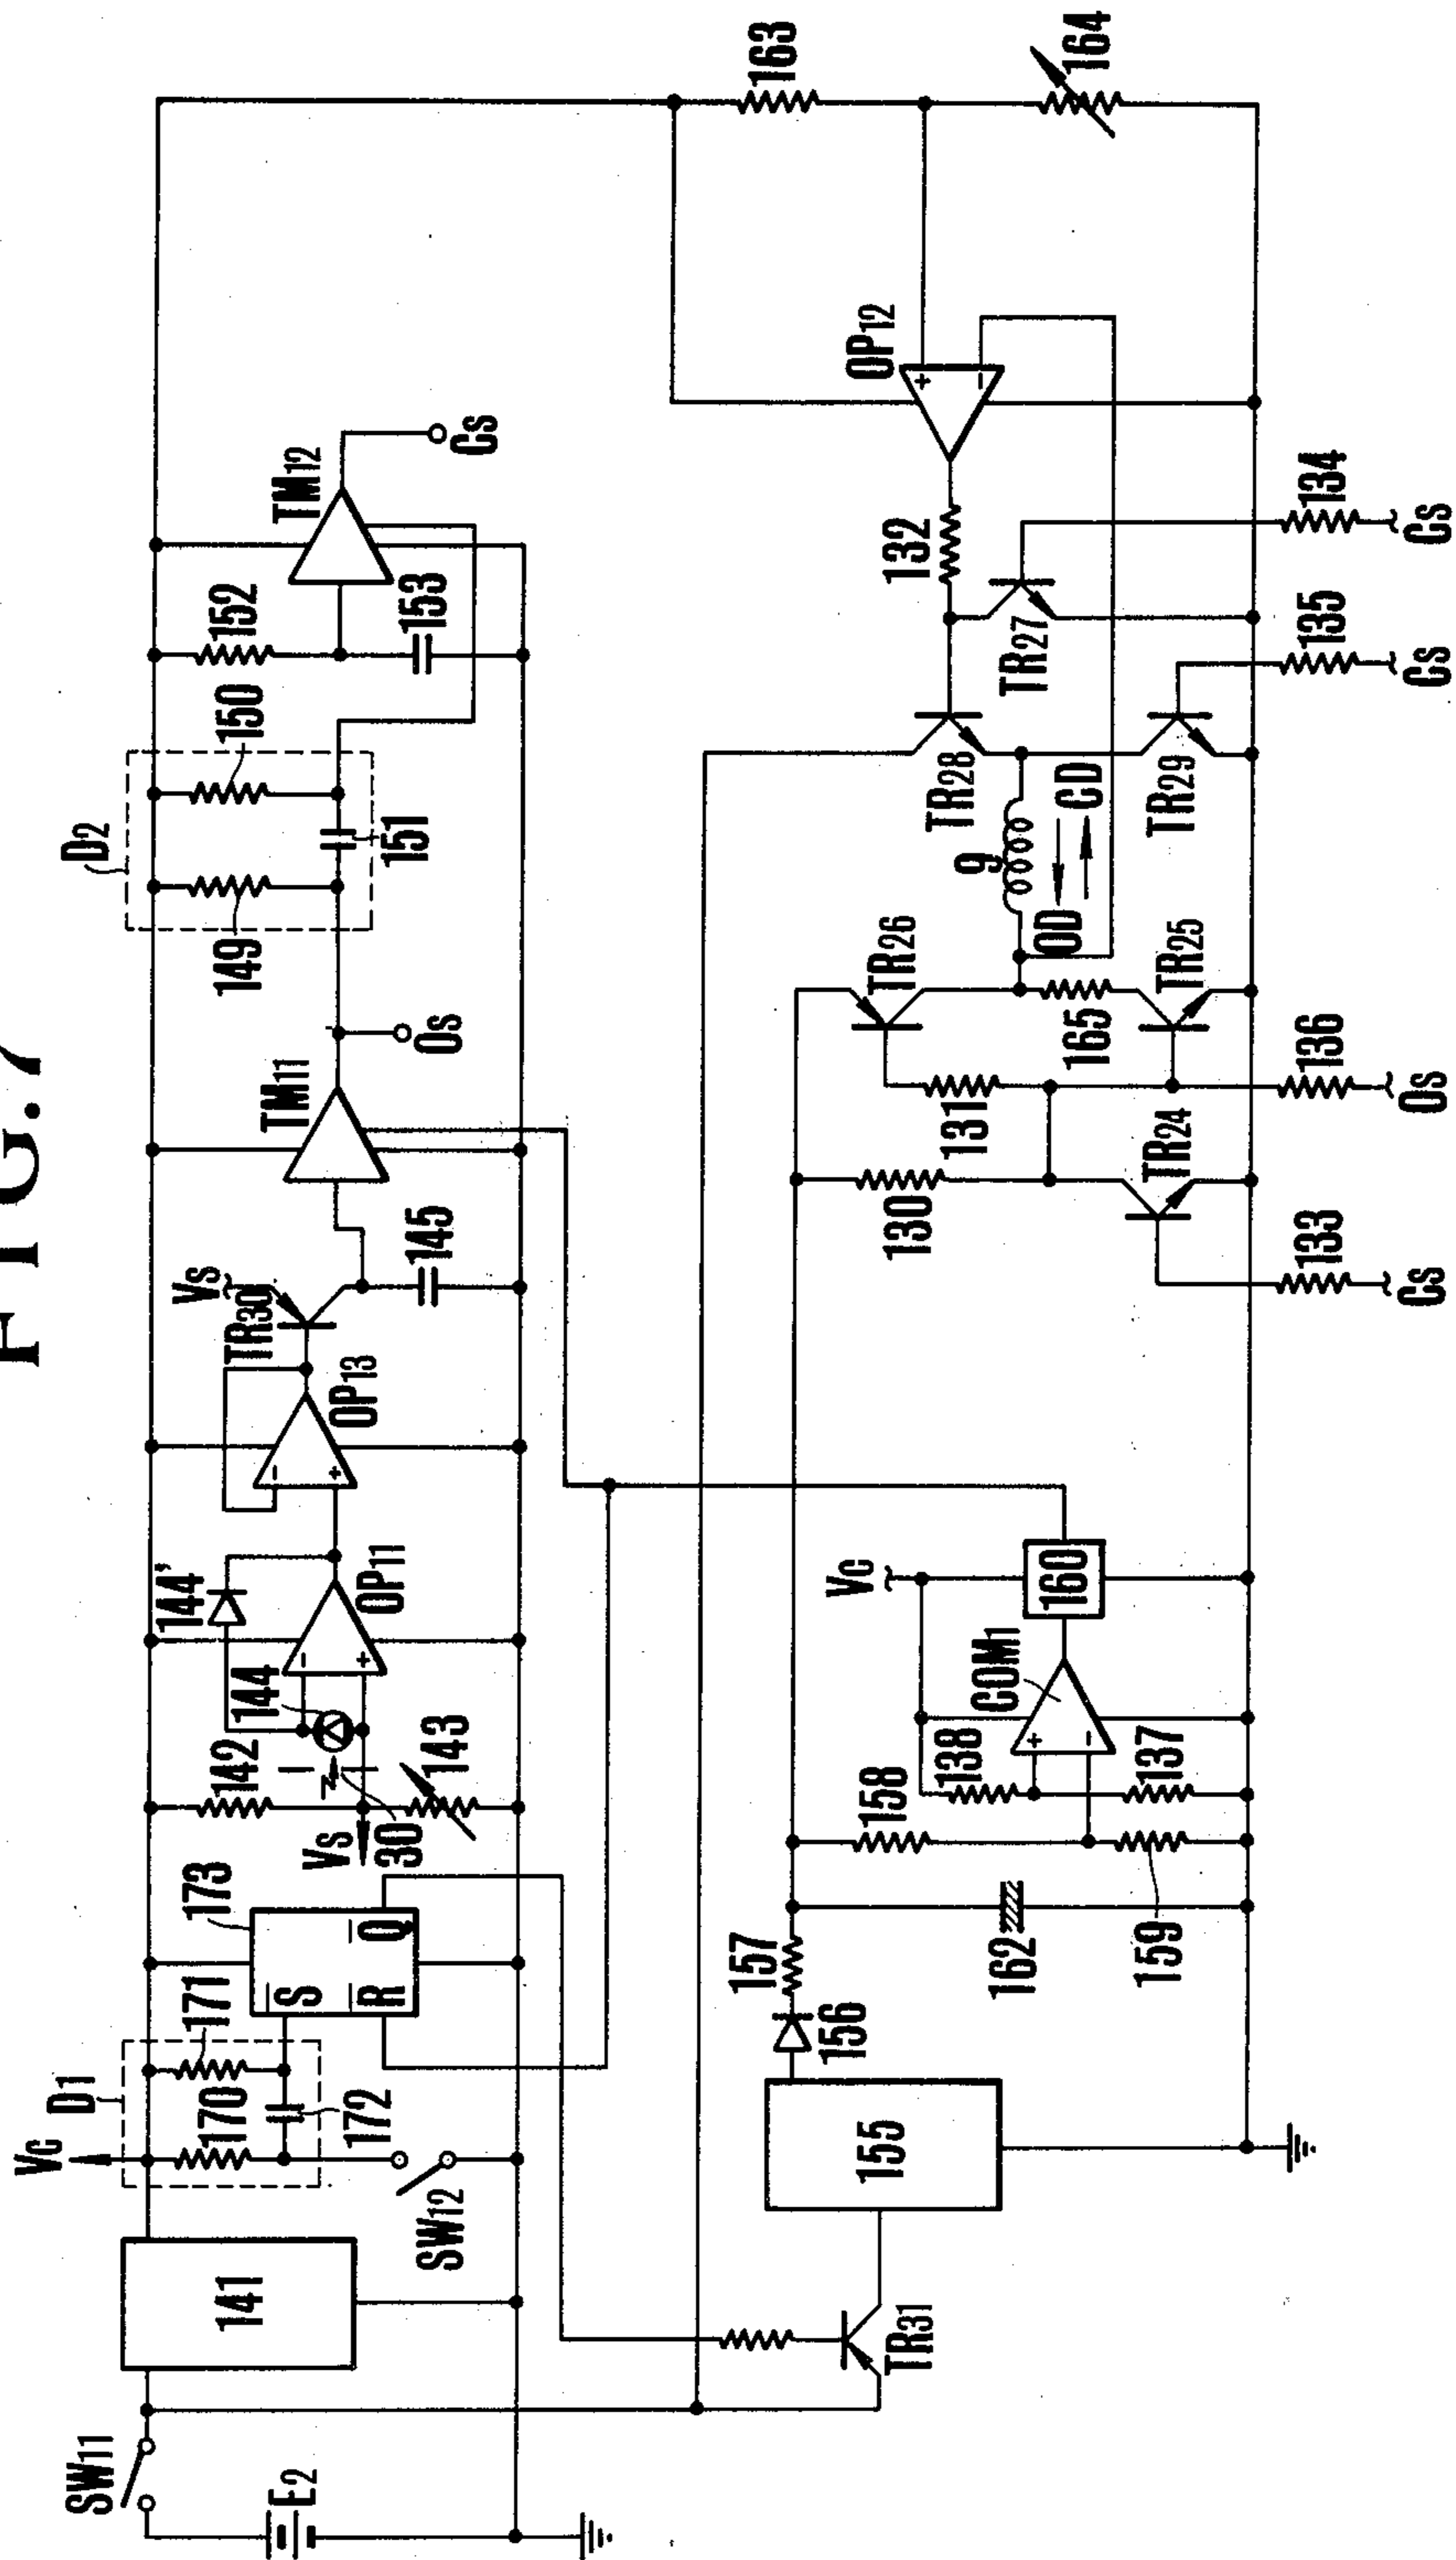 FIG.7
SW11
E2
141
VC
D1
170
171
172
SW12
173
S
R
Q
VS
30
142
143
144
144'
OP11
OP13
TR30
VS
145
TM11
OS
D2
149
150
151
152
153
TM12
CS
163
164
TR31
155
156
157
162
158
159
138
137
COM1
VC
160
130
131
TR24
133
CS
136
OS
TR26
165
TR25
9
OD
CD
TR28
TR29
132
TR27
OP12
135
CS
134
CS